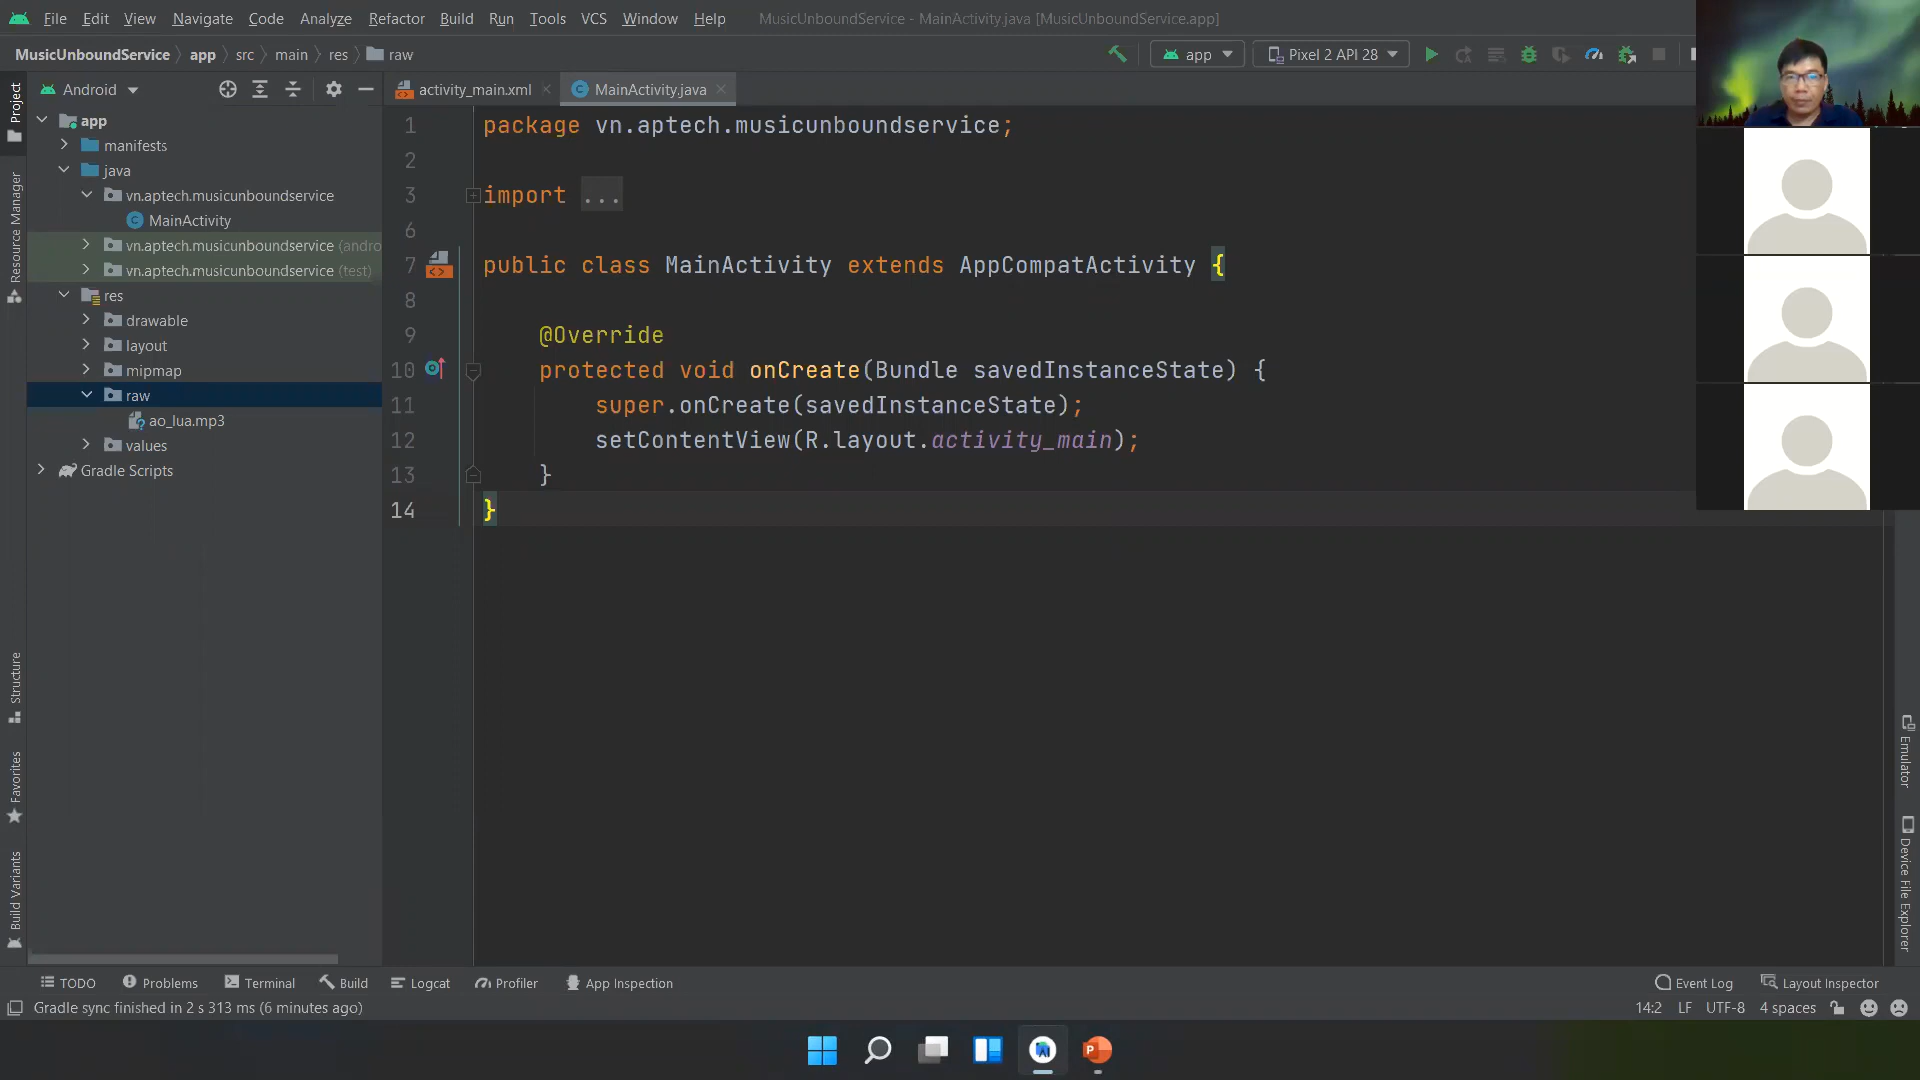 File Edit View Navigate Code Analyze Refactor Build Run Tools VCS Window Help MusicUnboundService - MainActivity.java [MusicUnboundService.app]
MusicUnboundService app src main res raw
app Pixel 2 API 28
Project
Resource Manager
Structure
Favorites
Build Variants
Android
app
manifests
java
vn.aptech.musicunboundservice
MainActivity
vn.aptech.musicunboundservice (andro
vn.aptech.musicunboundservice (test)
res
drawable
layout
mipmap
raw
ao_lua.mp3
values
Gradle Scripts
activity_main.xml MainActivity.java
1 package vn.aptech.musicunboundservice;
2
3 import ...
6
7 public class MainActivity extends AppCompatActivity {
8
9 @Override
10 protected void onCreate(Bundle savedInstanceState) {
11 super.onCreate(savedInstanceState);
12 setContentView(R.layout.activity_main);
13 }
14 }
Emulator
Device File Explorer
TODO Problems Terminal Build Logcat Profiler App Inspection Event Log Layout Inspector
Gradle sync finished in 2 s 313 ms (6 minutes ago) 14:2 LF UTF-8 4 spaces